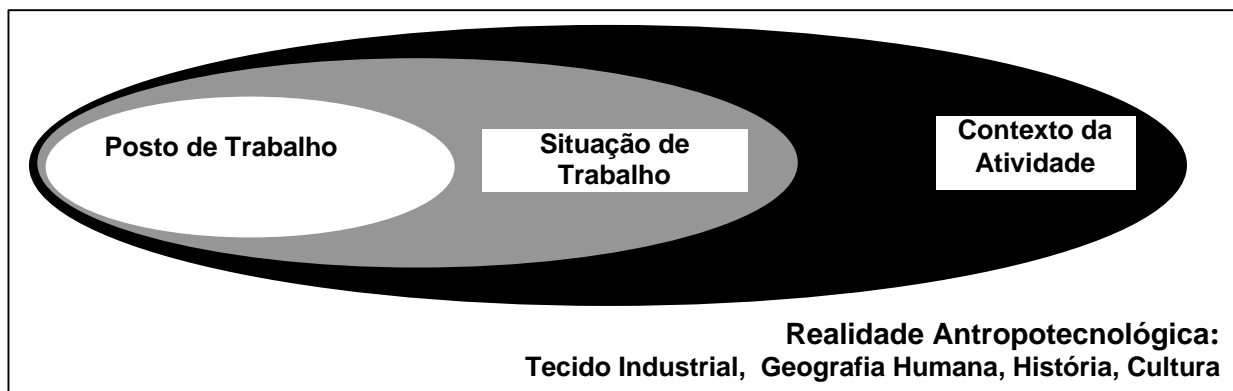 Posto de Trabalho
Situação de
Trabalho
Contexto da
Atividade
Realidade Antropotecnológica:
Tecido Industrial, Geografia Humana, História, Cultura